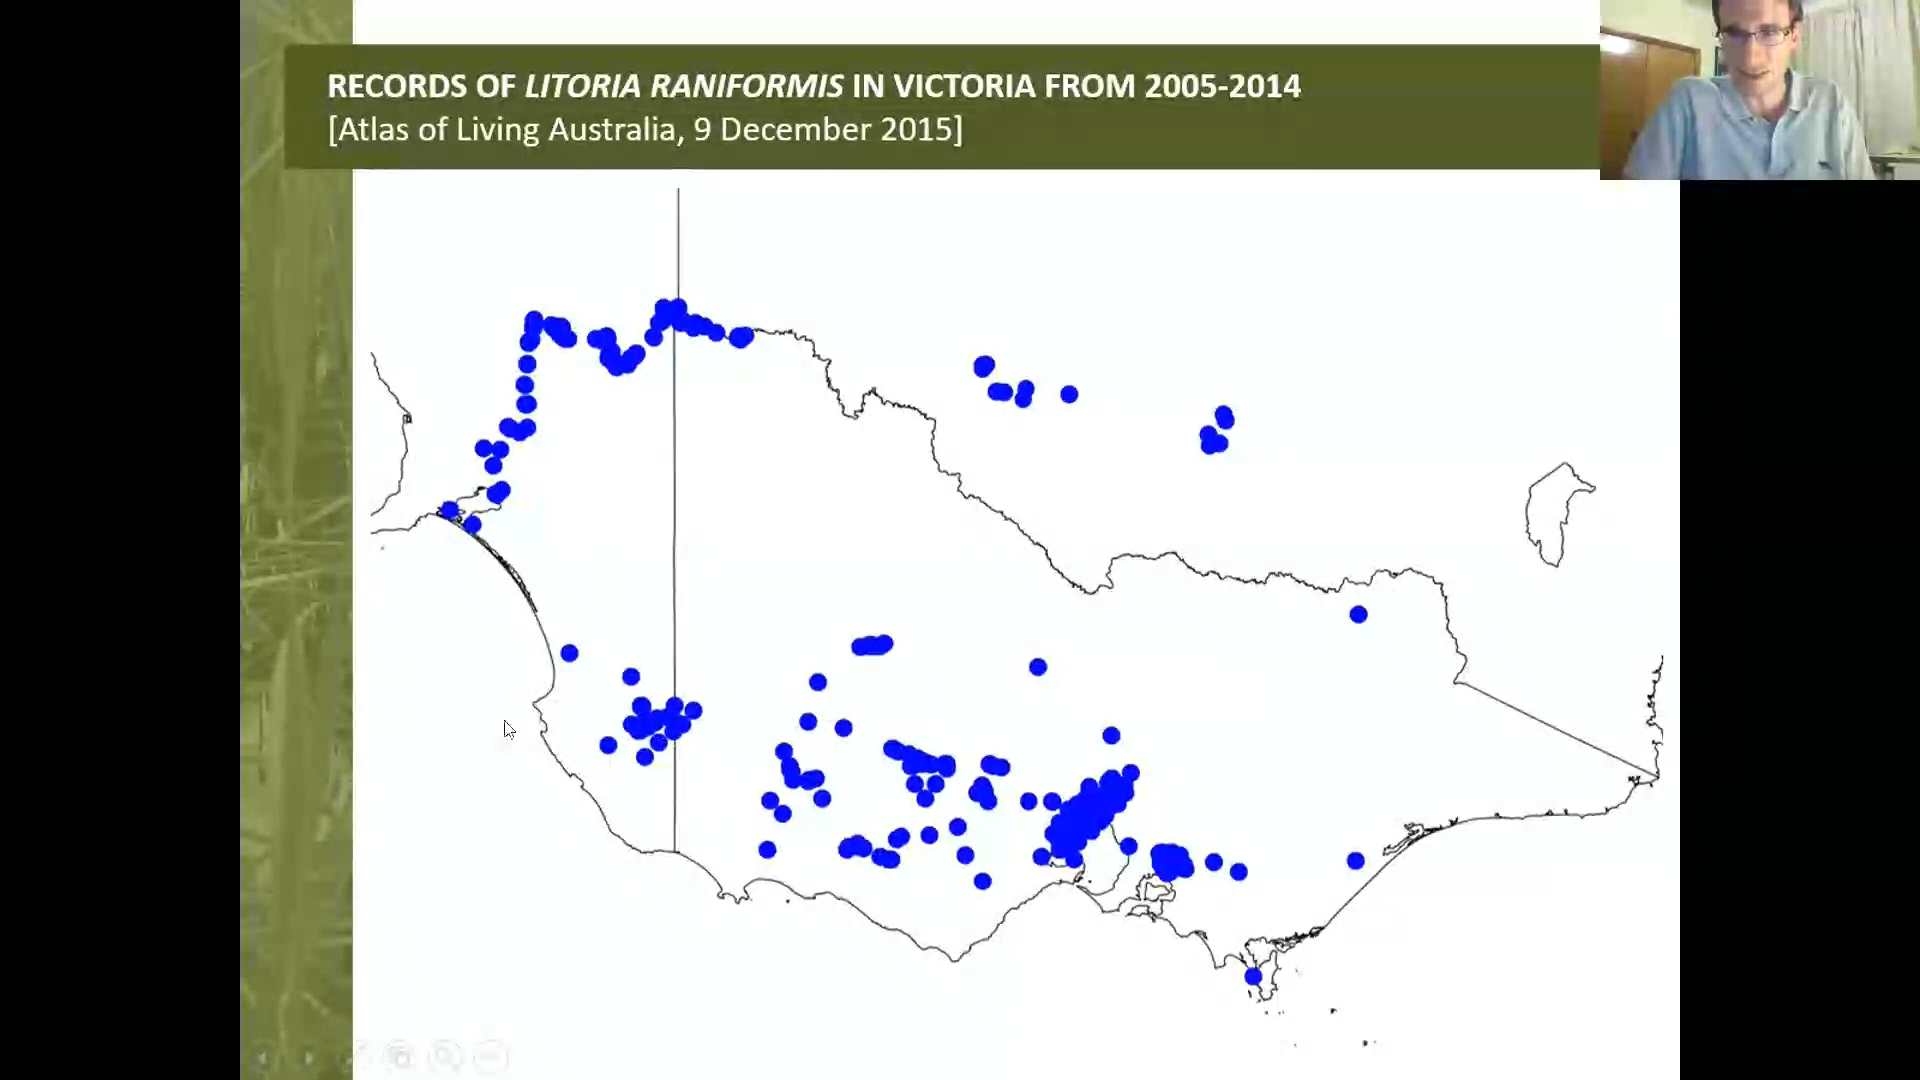 RECORDS OF LITORIA RANIFORMIS IN VICTORIA FROM 2005-2014
[Atlas of Living Australia, 9 December 2015]